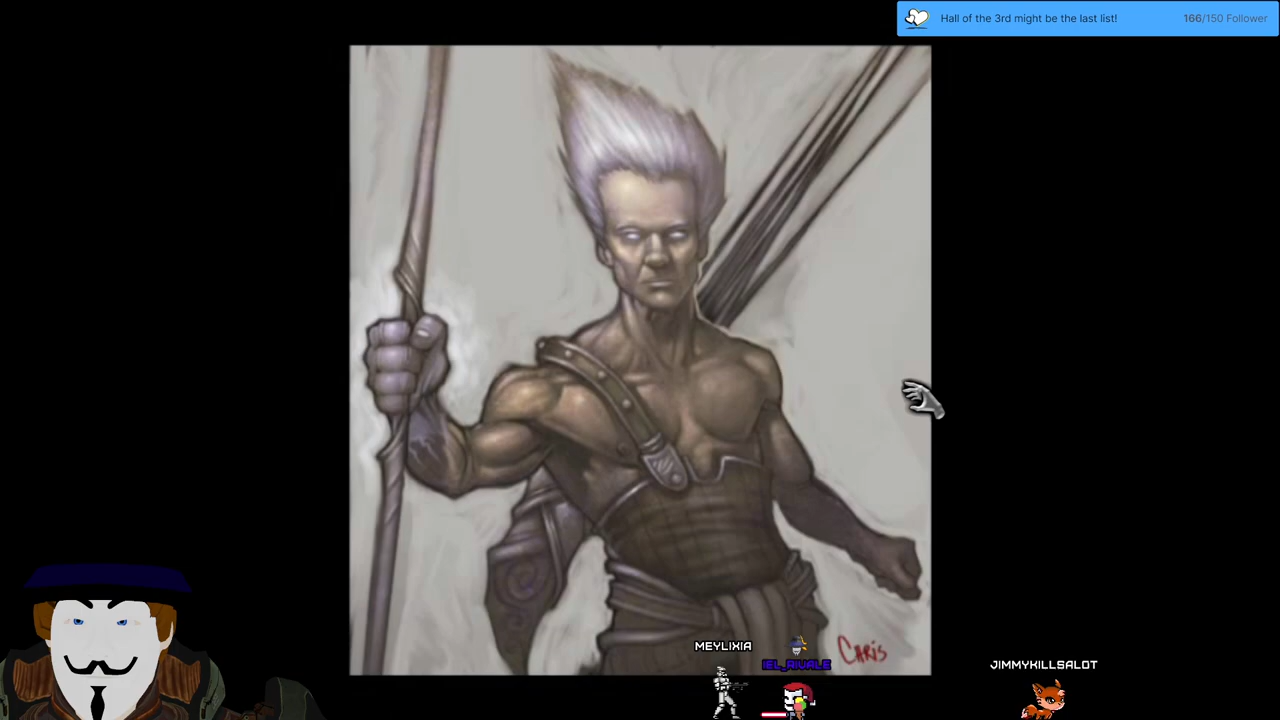 Hall of the 3rd might be the last list! 166/150 Follower
MEYLIXIA
IEL_RIVALE
JIMMYKILLSALOT
Chris